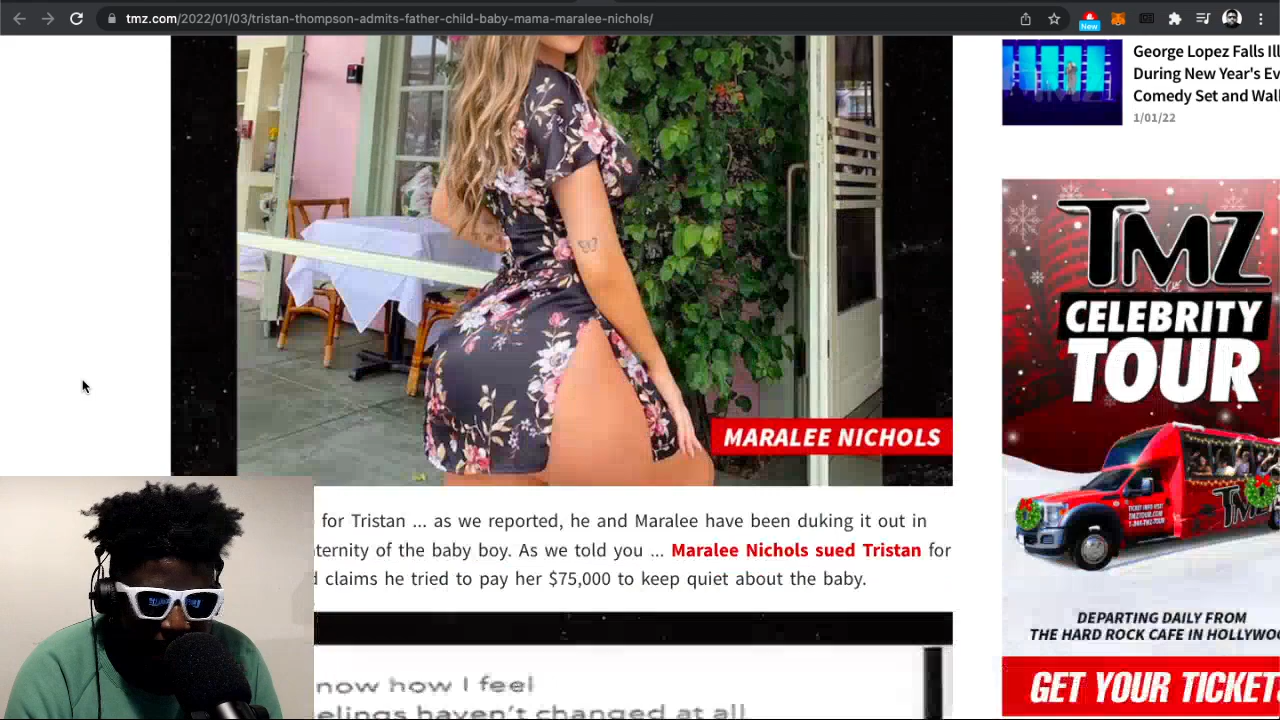 tmz.com/2022/01/03/tristan-thompson-admits-father-child-baby-mama-maralee-nichols/
New
George Lopez Falls Ill
During New Year's Ev
Comedy Set and Wal
1/01/22
MARALEE NICHOLS
for Tristan ... as we reported, he and Maralee have been duking it out in
ternity of the baby boy. As we told you ... Maralee Nichols sued Tristan for
d claims he tried to pay her $75,000 to keep quiet about the baby.
now how I feel
elings haven't changed at all
TMZ
CELEBRITY
TOUR
TMZ
DEPARTING DAILY FROM
THE HARD ROCK CAFE IN HOLLYWOO
GET YOUR TICKET